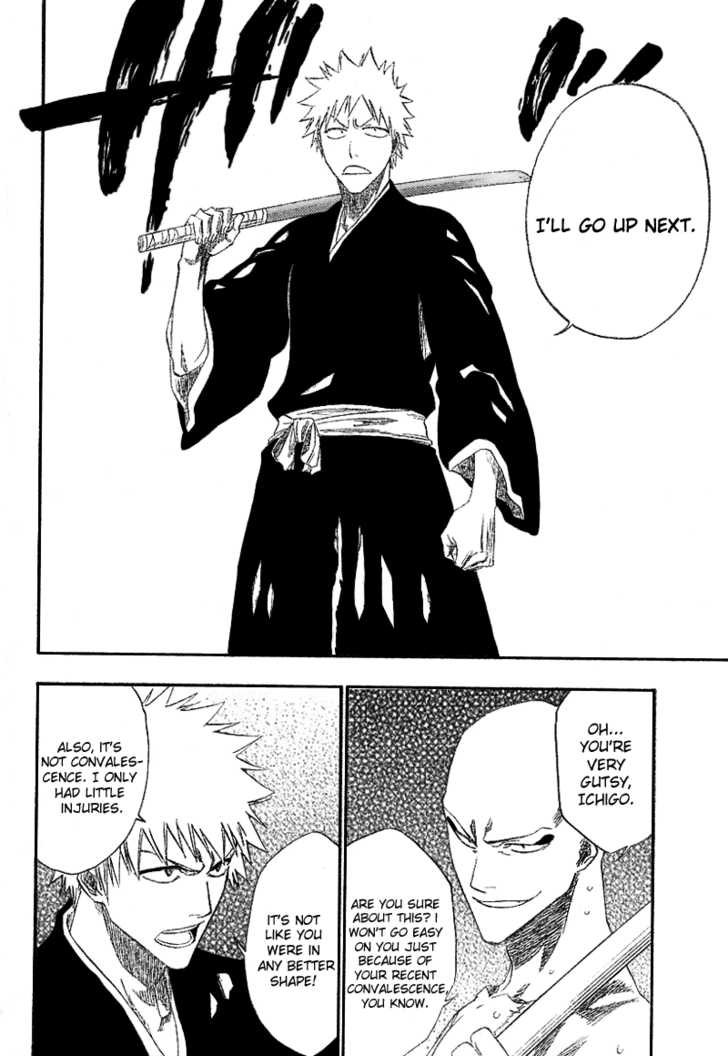 I'LL GO UP NEXT.
OH...
YOU'RE
VERY
GUTSY,
ICHIGO.
ARE YOU SURE
ABOUT THIS? I
WON'T GO EASY
ON YOU JUST
BECAUSE OF
YOUR RECENT
CONVALESCENCE,
YOU KNOW.
IT'S NOT
LIKE YOU
WERE IN
ANY BETTER
SHAPE!
ALSO, IT'S
NOT CONVALES-
CENCE. I ONLY
HAD LITTLE
INJURIES.